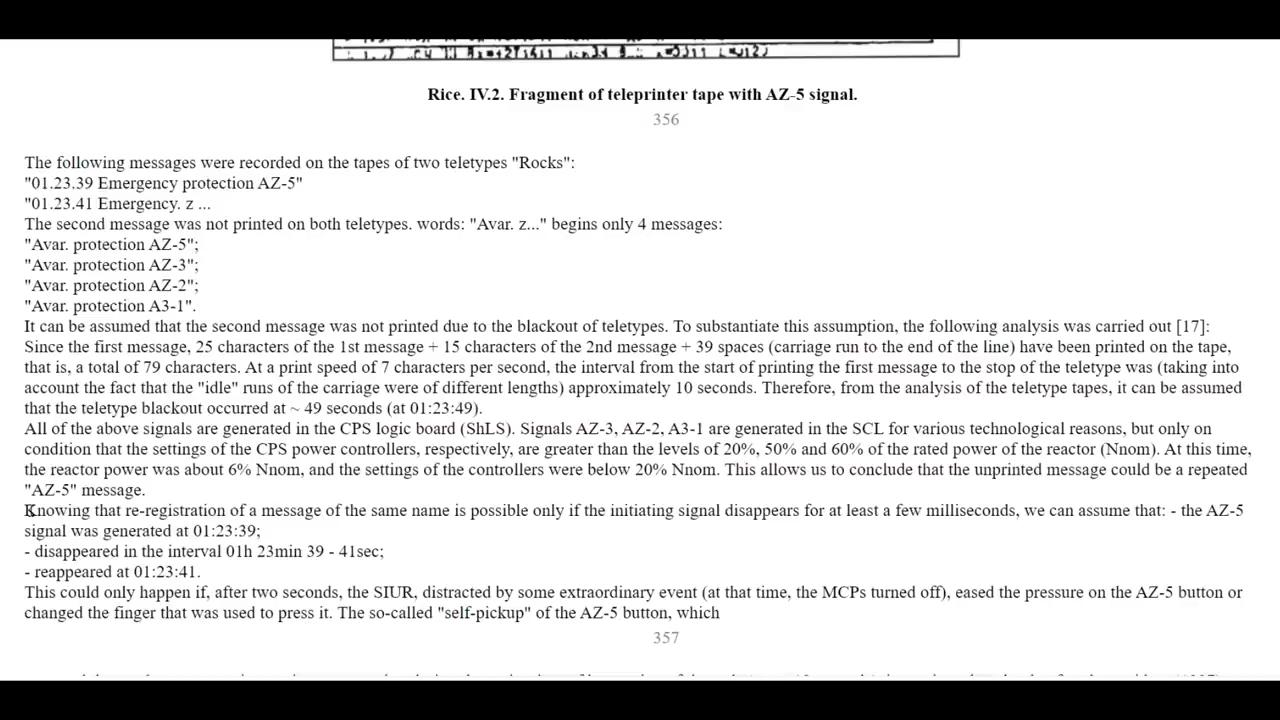 Rice. IV.2. Fragment of teleprinter tape with AZ-5 signal.
356
The following messages were recorded on the tapes of two teletypes "Rocks":
"01.23.39 Emergency protection AZ-5"
"01.23.41 Emergency. z ...
The second message was not printed on both teletypes. words: "Avar. z..." begins only 4 messages:
"Avar. protection AZ-5";
"Avar. protection AZ-3";
"Avar. protection AZ-2";
"Avar. protection A3-1".
It can be assumed that the second message was not printed due to the blackout of teletypes. To substantiate this assumption, the following analysis was carried out [17]:
Since the first message, 25 characters of the 1st message + 15 characters of the 2nd message + 39 spaces (carriage run to the end of the line) have been printed on the tape,
that is, a total of 79 characters. At a print speed of 7 characters per second, the interval from the start of printing the first message to the stop of the teletype was (taking into
account the fact that the "idle" runs of the carriage were of different lengths) approximately 10 seconds. Therefore, from the analysis of the teletype tapes, it can be assumed
that the teletype blackout occurred at ~ 49 seconds (at 01:23:49).
All of the above signals are generated in the CPS logic board (ShLS). Signals AZ-3, AZ-2, A3-1 are generated in the SCL for various technological reasons, but only on
condition that the settings of the CPS power controllers, respectively, are greater than the levels of 20%, 50% and 60% of the rated power of the reactor (Nnom). At this time,
the reactor power was about 6% Nnom, and the settings of the controllers were below 20% Nnom. This allows us to conclude that the unprinted message could be a repeated
"AZ-5" message.
Knowing that re-registration of a message of the same name is possible only if the initiating signal disappears for at least a few milliseconds, we can assume that: - the AZ-5
signal was generated at 01:23:39;
- disappeared in the interval 01h 23min 39 - 41sec;
- reappeared at 01:23:41.
This could only happen if, after two seconds, the SIUR, distracted by some extraordinary event (at that time, the MCPs turned off), eased the pressure on the AZ-5 button or
changed the finger that was used to press it. The so-called "self-pickup" of the AZ-5 button, which
357